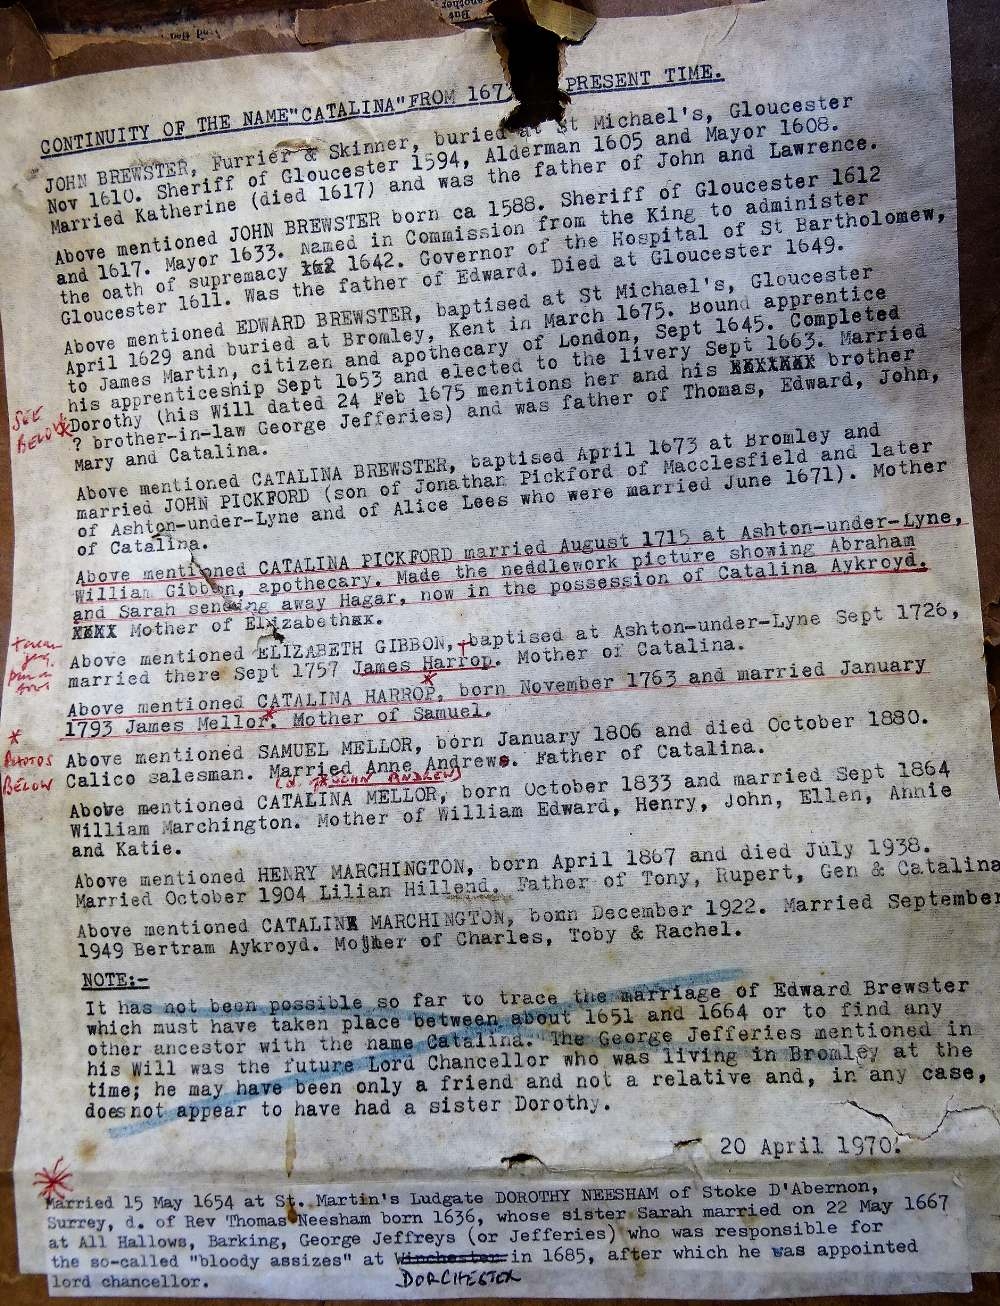 CONTINUITY OF THE NAME "CATALINA" FROM 167 PRESENT TIME.
JOHN BREWSTER, Furrier & Skinner, buried at St Michael's, Gloucester
Nov 1610. Sheriff of Gloucester 1594, Alderman 1605 and Mayor 1608.
Married Katherine (died 1617) and was the father of John and Lawrence.
Above mentioned JOHN BREWSTER born ca 1588. Sheriff of Gloucester 1612
and 1617. Mayor 1633. Named in Commission from the King to administer
the oath of supremacy 162 1642. Governor of the Hospital of St Bartholomew,
Gloucester 1611. Was the father of Edward. Died at Gloucester 1649.
Above mentioned EDWARD BREWSTER, baptised at St Michael's, Gloucester
April 1629 and buried at Bromley, Kent in March 1675. Bound apprentice
to James Martin, citizen and apothecary of London, Sept 1645. Completed
his apprenticeship Sept 1653 and elected to the livery Sept 1663. Married
SEE BELOW * Dorothy (his Will dated 24 Feb 1675 mentions her and his brother
? brother-in-law George Jefferies) and was father of Thomas, Edward, John,
Mary and Catalina.
Above mentioned CATALINA BREWSTER, baptised April 1673 at Bromley and
married JOHN PICKFORD (son of Jonathan Pickford of Macclesfield and later
of Ashton-under-Lyne and of Alice Lees who were married June 1671). Mother
of Catalina.
Above mentioned CATALINA PICKFORD married August 1715 at Ashton-under-Lyne,
William Gibbon, apothecary. Made the neddlework picture showing Abraham
and Sarah sending away Hagar, now in the possession of Catalina Aykroyd.
XXXX Mother of Elizabethxx.
Above mentioned ELIZABETH GIBBON, baptised at Ashton-under-Lyne Sept 1726,
married there Sept 1757 James Harrop. Mother of Catalina.
*
Above mentioned CATALINA HARROP, born November 1763 and married January
1793 James Mellor.* Mother of Samuel.
* PHOTOS BELOW
Above mentioned SAMUEL MELLOR, born January 1806 and died October 1880.
Calico salesman. Married Anne Andrews. Father of Catalina.
JOHN ANDREW)
Above mentioned CATALINA MELLOR, born October 1833 and married Sept 1864
William Marchington. Mother of William Edward, Henry, John, Ellen, Annie
and Katie.
Above mentioned HENRY MARCHINGTON, born April 1867 and died July 1938.
Married October 1904 Lilian Hillend. Father of Tony, Rupert, Gen & Catalina
Above mentioned CATALINA MARCHINGTON, born December 1922. Married September
1949 Bertram Aykroyd. Mother of Charles, Toby & Rachel.
NOTE:-
It has not been possible so far to trace the marriage of Edward Brewster
which must have taken place between about 1651 and 1664 or to find any
other ancestor with the name Catalina. The George Jefferies mentioned in
his Will was the future Lord Chancellor who was living in Bromley at the
time; he may have been only a friend and not a relative and, in any case,
does not appear to have had a sister Dorothy.
20 April 1970.
*
Married 15 May 1654 at St. Martin's Ludgate DOROTHY NEESHAM of Stoke D'Abernon,
Surrey, d. of Rev Thomas Neesham born 1636, whose sister Sarah married on 22 May 1667
at All Hallows, Barking, George Jeffreys (or Jefferies) who was responsible for
the so-called "bloody assizes" at Winchester in 1685, after which he was appointed
lord chancellor.
DORCHESTER